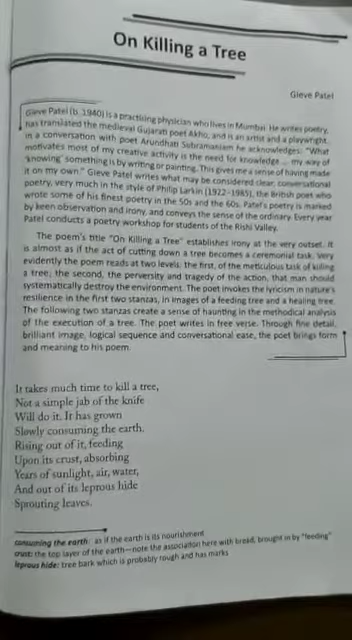 On Killing a Tree
Gieve Patel
Gieve Patel (b. 1940) is a practising physician who lives in Mumbai. He writes poetry,
has translated the medieval Gujarati poet Akho, and is an artist and a playwright.
In a conversation with poet Arundhati Subramaniam he acknowledges: "What
motivates most of my creative activity is the need for knowledge ... my way of
'knowing' something is by writing or painting. This gives me a sense of having made
it on my own." Gieve Patel writes what may be considered clear, conversational
poetry, very much in the style of Philip Larkin (1922–1985), the British poet who
wrote some of his finest poetry in the 50s and the 60s. Patel's poetry is marked
by keen observation and irony, and conveys the sense of the ordinary. Every year
Patel conducts a poetry workshop for students of the Rishi Valley.
The poem's title "On Killing a Tree" establishes irony at the very outset. It
is almost as if the act of cutting down a tree becomes a ceremonial task. Very
evidently the poem reads at two levels: the first, of the meticulous task of killing
a tree; the second, the perversity and tragedy of the action, that man should
systematically destroy the environment. The poet invokes the lyricism in nature's
resilience in the first two stanzas, in images of a feeding tree and a healing tree.
The following two stanzas create a sense of haunting in the methodical analysis
of the execution of a tree. The poet writes in free verse. Through fine detail,
brilliant image, logical sequence and conversational ease, the poet brings form
and meaning to his poem.
It takes much time to kill a tree,
Not a simple jab of the knife
Will do it. It has grown
Slowly consuming the earth,
Rising out of it, feeding
Upon its crust, absorbing
Years of sunlight, air, water,
And out of its leprous hide
Sprouting leaves.
consuming the earth: as if the earth is its nourishment
crust: the top layer of the earth—note the association here with bread, brought in by "feeding"
leprous hide: tree bark which is probably rough and has marks